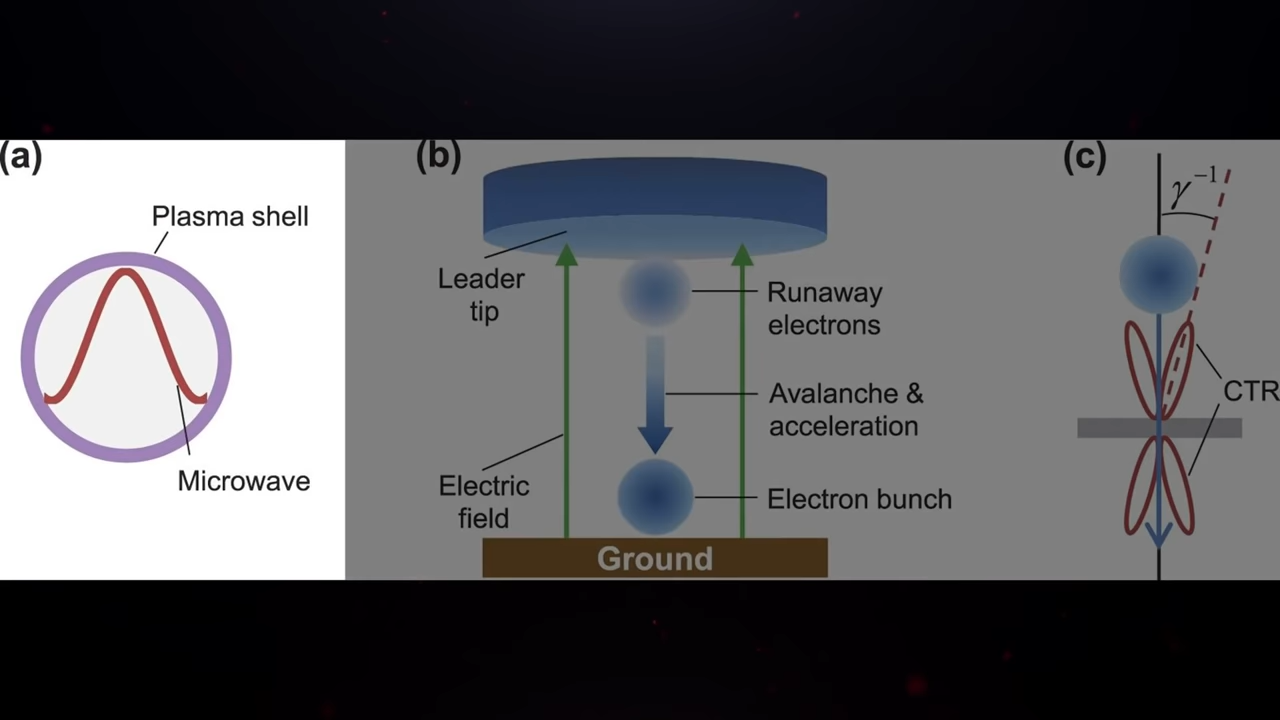 (a)
Plasma shell
Microwave
(b)
Leader
tip
Runaway
electrons
Avalanche &
acceleration
Electric
field
Electron bunch
Ground
(c)
γ⁻¹
CTR